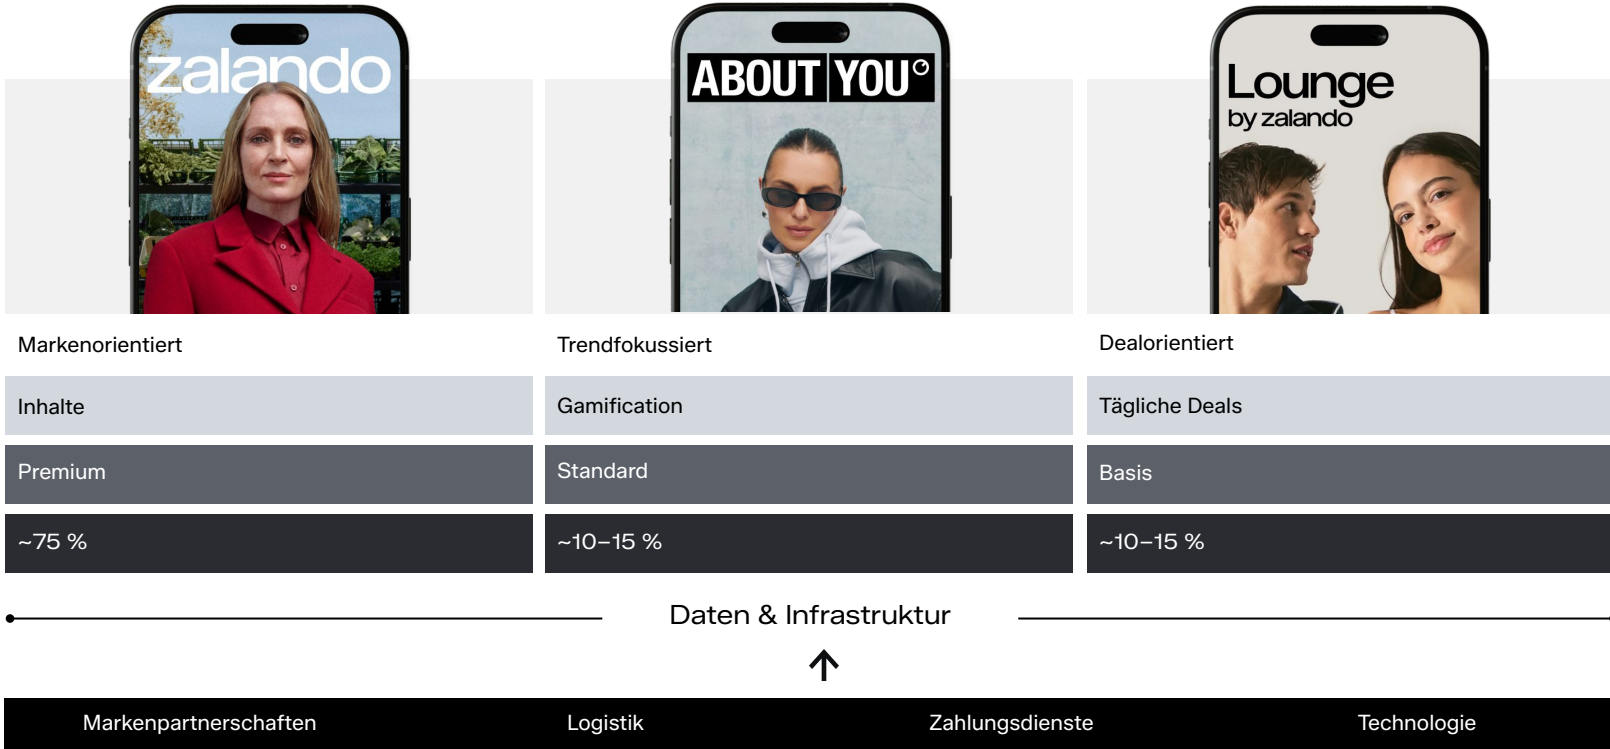 zalando
ABOUT YOU°
Lounge
by zalando
Markenorientiert
Trendfokussiert
Dealorientiert
Inhalte
Gamification
Tägliche Deals
Premium
Standard
Basis
~75 %
~10–15 %
~10–15 %
Daten & Infrastruktur
Markenpartnerschaften
Logistik
Zahlungsdienste
Technologie